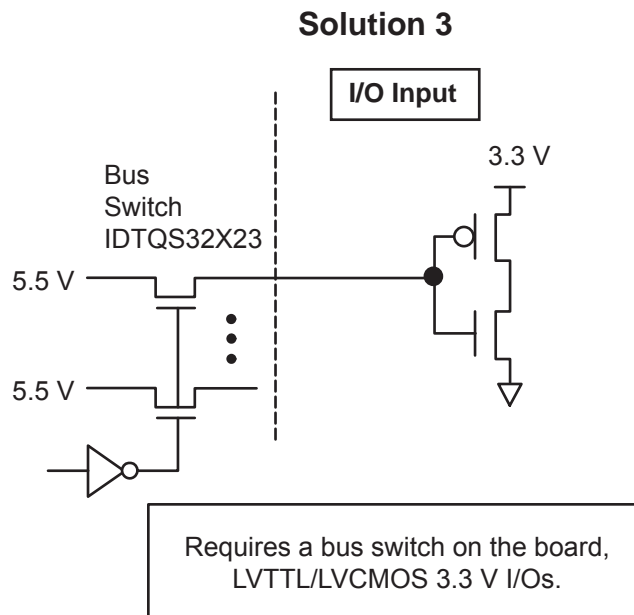 Solution 3
I/O Input
3.3 V
Bus
Switch
IDTQS32X23
5.5 V
5.5 V
Requires a bus switch on the board,
LVTTL/LVCMOS 3.3 V I/Os.